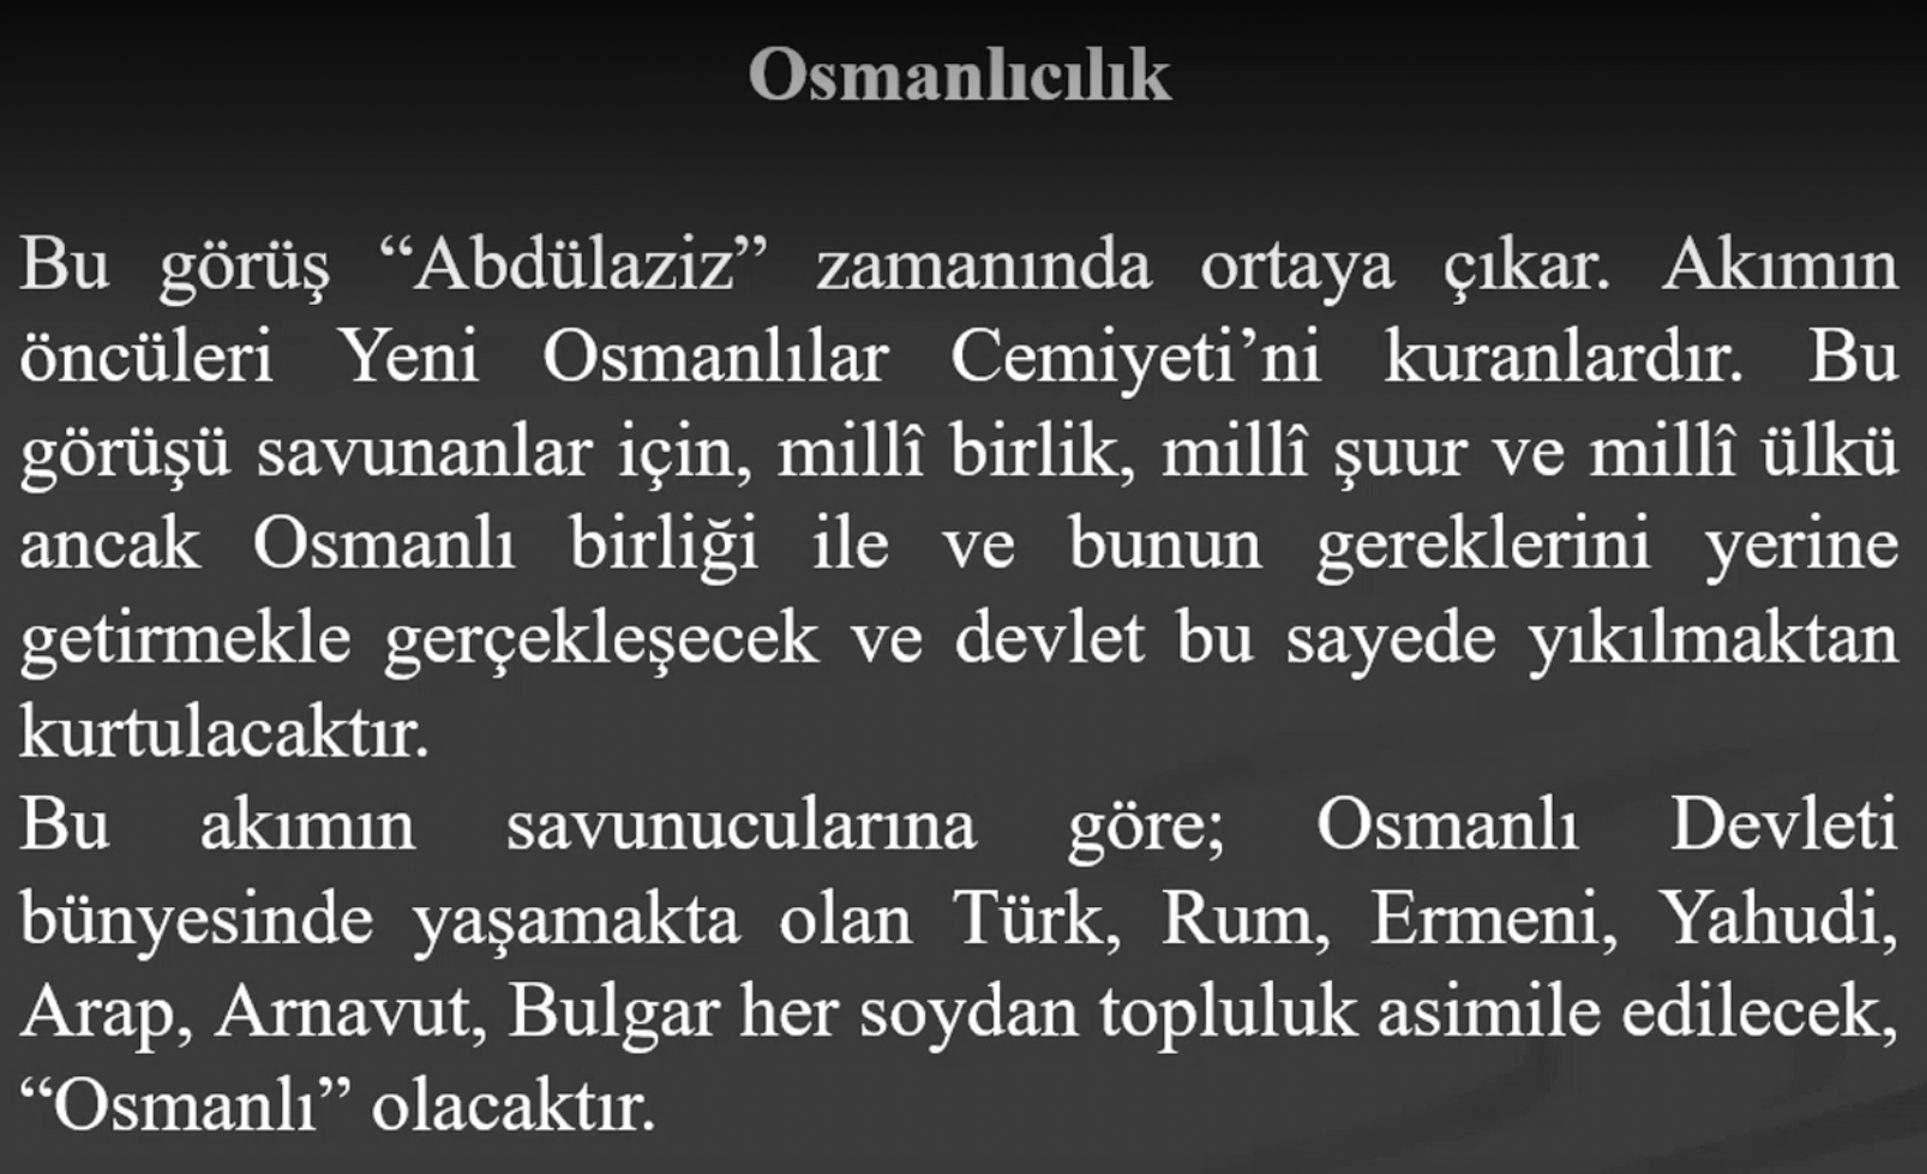 Osmanlıcılık
Bu görüş “Abdülaziz” zamanında ortaya çıkar. Akımın
öncüleri Yeni Osmanlılar Cemiyeti’ni kuranlardır. Bu
görüşü savunanlar için, millî birlik, millî şuur ve millî ülkü
ancak Osmanlı birliği ile ve bunun gereklerini yerine
getirmekle gerçekleşecek ve devlet bu sayede yıkılmaktan
kurtulacaktır.
Bu akımın savunucularına göre; Osmanlı Devleti
bünyesinde yaşamakta olan Türk, Rum, Ermeni, Yahudi,
Arap, Arnavut, Bulgar her soydan topluluk asimile edilecek,
“Osmanlı” olacaktır.